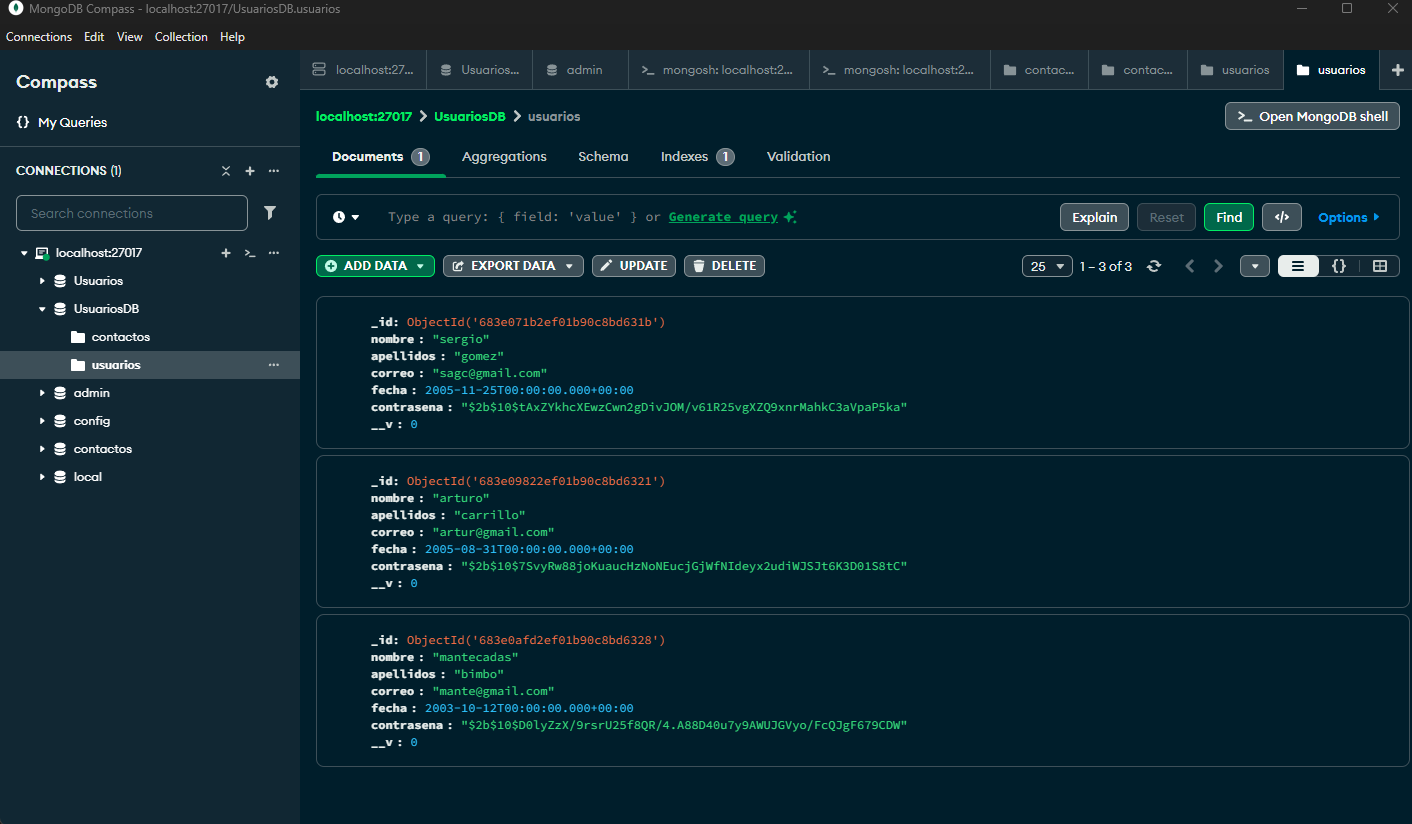 MongoDB Compass - localhost:27017/UsuariosDB.usuarios
Connections Edit View Collection Help
Compass
{} My Queries
CONNECTIONS (1)
Search connections
localhost:27017
Usuarios
UsuariosDB
contactos
usuarios
admin
config
contactos
local
localhost:27... Usuarios... admin mongosh: localhost:2... mongosh: localhost:2... contac... contac... usuarios usuarios
localhost:27017 > UsuariosDB > usuarios
>_ Open MongoDB shell
Documents 1 Aggregations Schema Indexes 1 Validation
Type a query: { field: 'value' } or Generate query
Explain Reset Find </> Options
ADD DATA EXPORT DATA UPDATE DELETE
25 1 – 3 of 3 {}
_id: ObjectId('683e071b2ef01b90c8bd631b')
nombre : "sergio"
apellidos : "gomez"
correo : "sagc@gmail.com"
fecha : 2005-11-25T00:00:00.000+00:00
contrasena : "$2b$10$tAxZYkhcXEwzCwn2gDivJOM/v61R25vgXZQ9xnrMahkC3aVpaP5ka"
__v : 0
_id: ObjectId('683e09822ef01b90c8bd6321')
nombre : "arturo"
apellidos : "carrillo"
correo : "artur@gmail.com"
fecha : 2005-08-31T00:00:00.000+00:00
contrasena : "$2b$10$7SvyRw88joKuaucHzNoNEucjGjWfNIdeyx2udiWJSJt6K3D01S8tC"
__v : 0
_id: ObjectId('683e0afd2ef01b90c8bd6328')
nombre : "mantecadas"
apellidos : "bimbo"
correo : "mante@gmail.com"
fecha : 2003-10-12T00:00:00.000+00:00
contrasena : "$2b$10$D0lyZzX/9rsrU25f8QR/4.A88D40u7y9AWUJGVyo/FcQJgF679CDW"
__v : 0